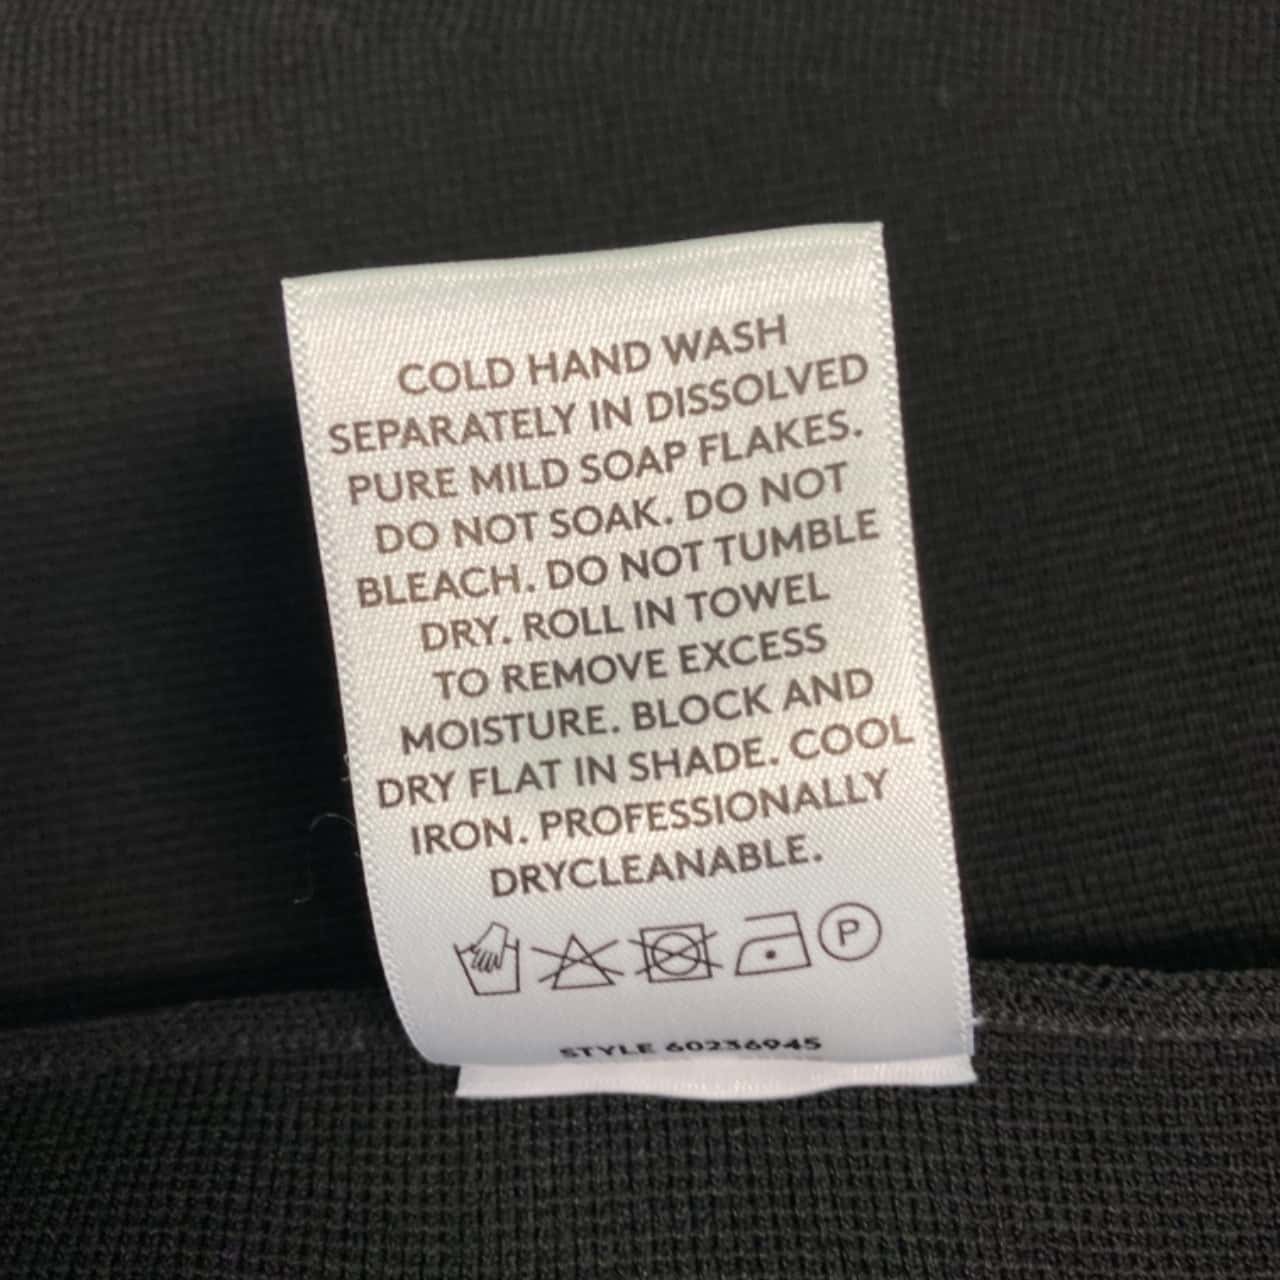 COLD HAND WASH
SEPARATELY IN DISSOLVED
PURE MILD SOAP FLAKES.
DO NOT SOAK. DO NOT
BLEACH. DO NOT TUMBLE
DRY. ROLL IN TOWEL
TO REMOVE EXCESS
MOISTURE. BLOCK AND
DRY FLAT IN SHADE. COOL
IRON. PROFESSIONALLY
DRYCLEANABLE.
P
STYLE 60236945